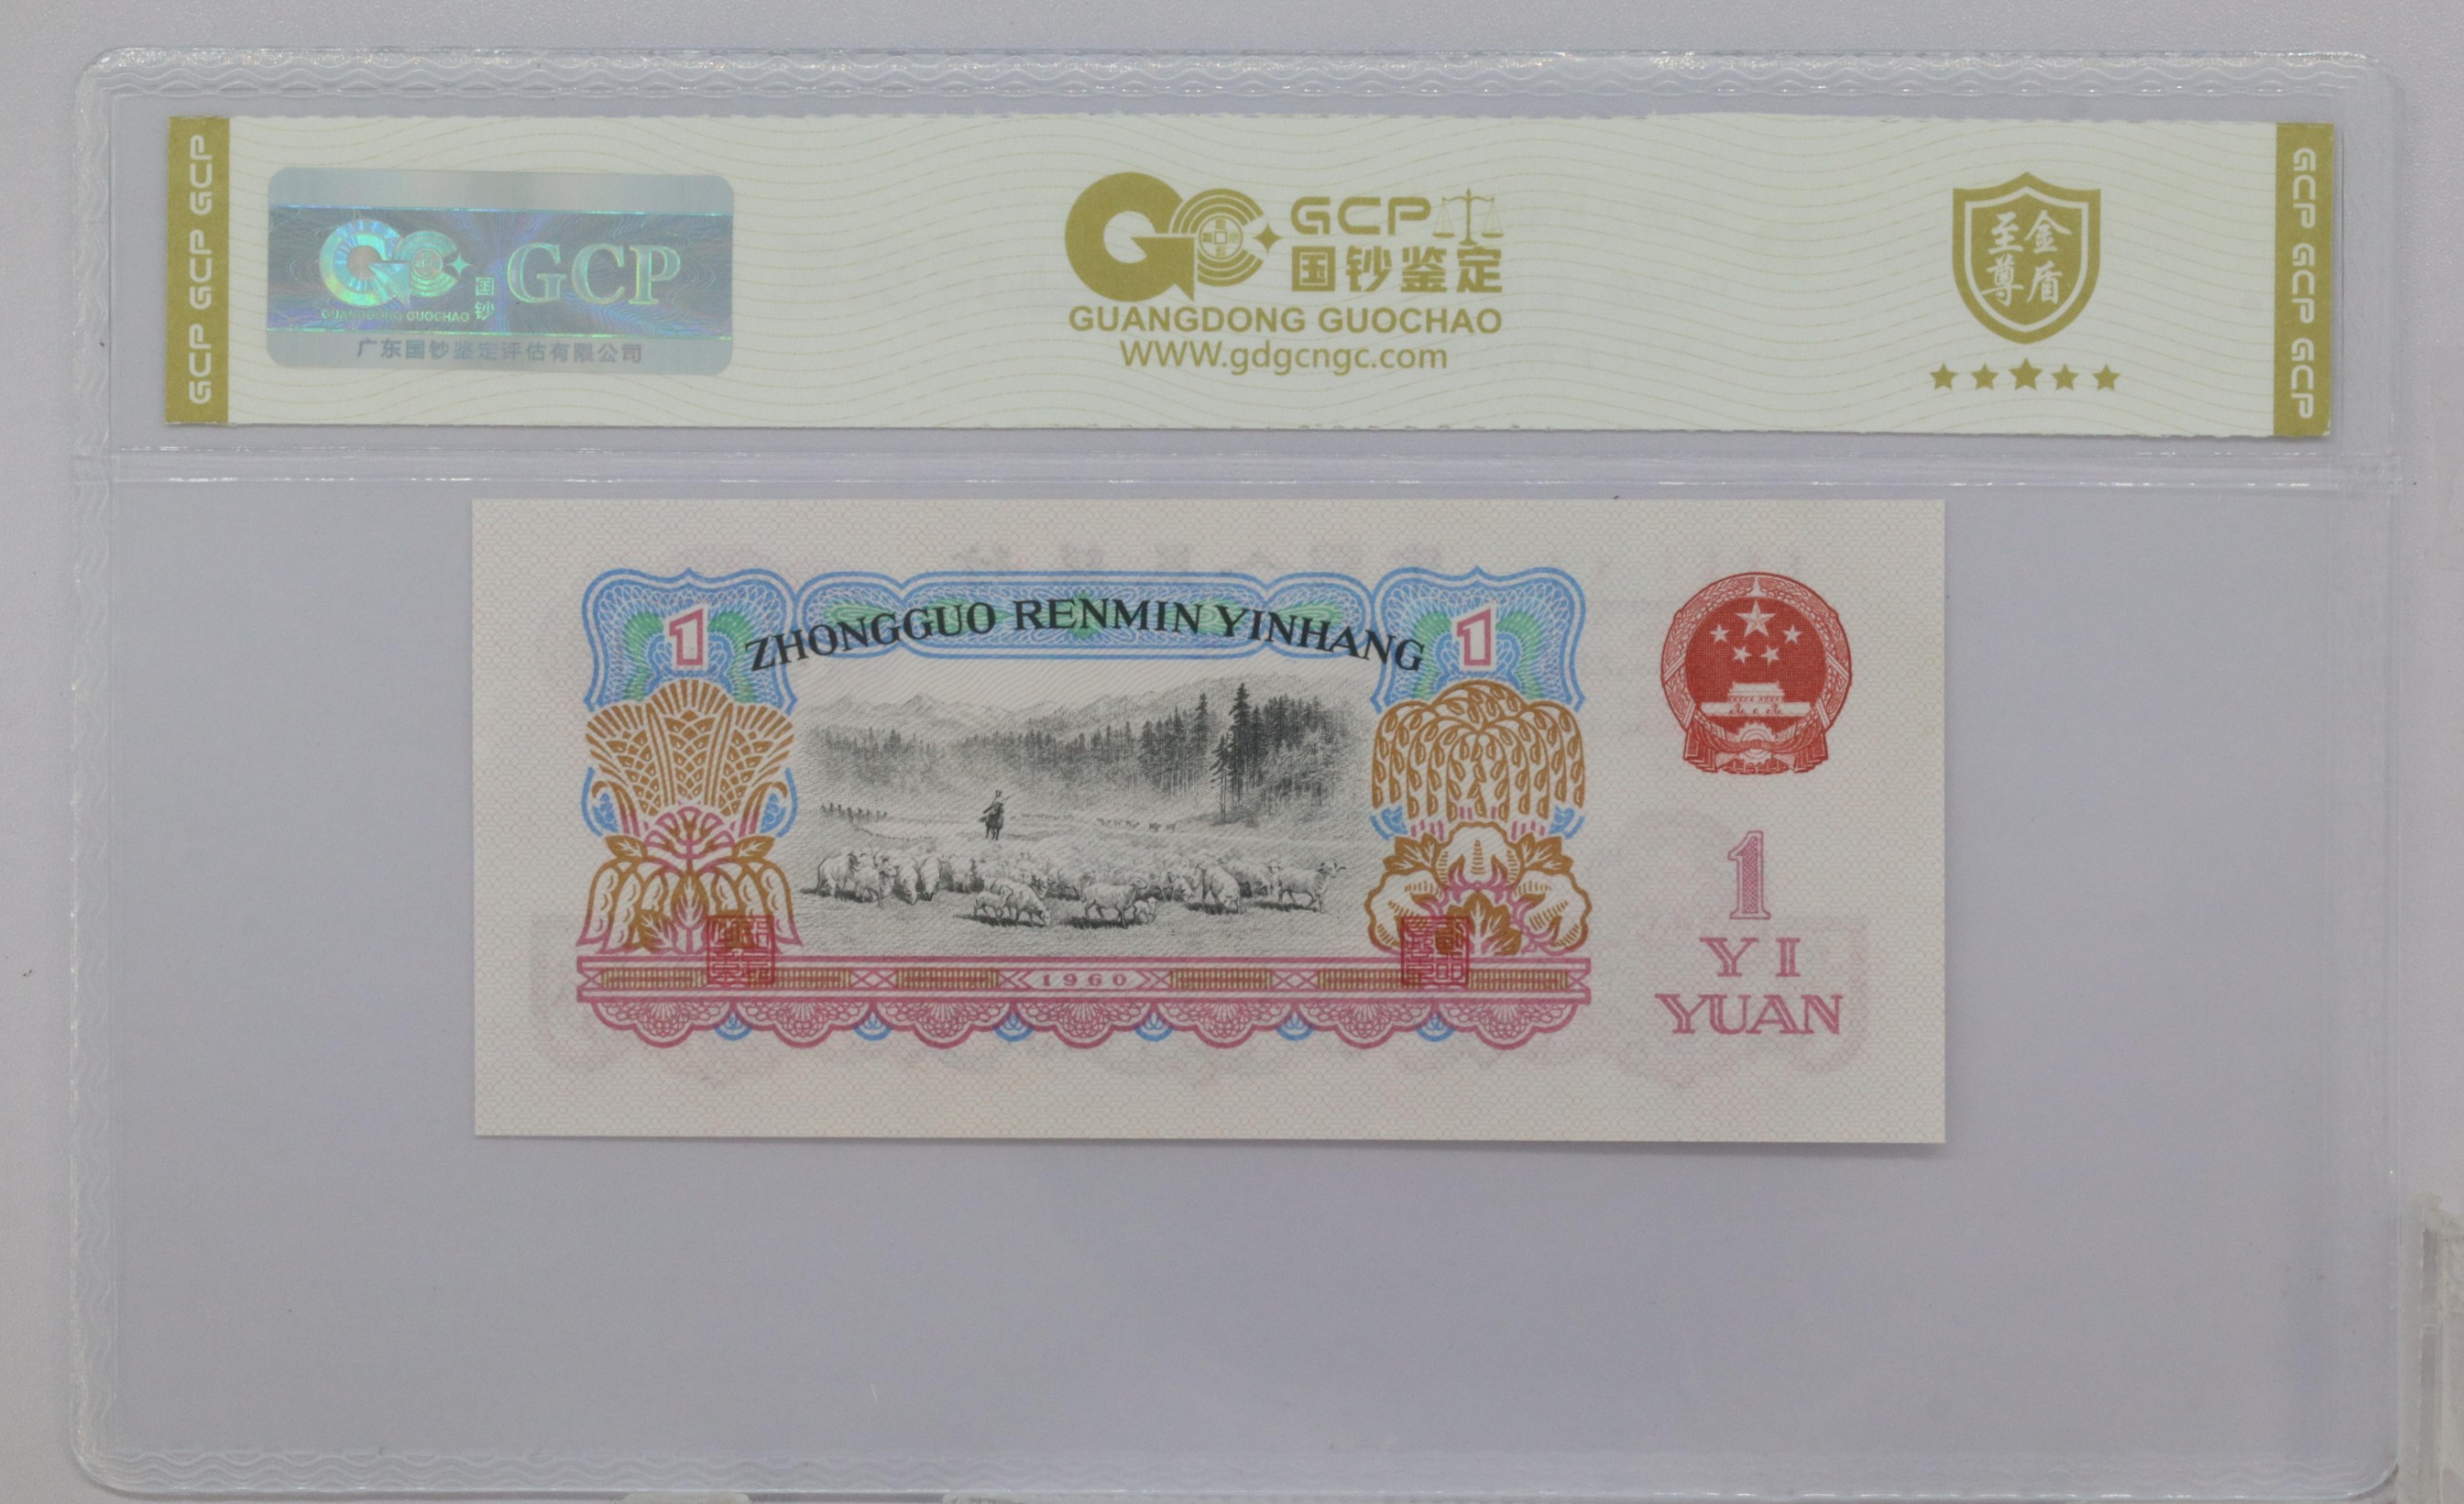 GCP GCP GCP
GCP
GUANGDONG GUOCHAO
国钞
广东国钞鉴定评估有限公司
GCP
国钞鉴定
GUANGDONG GUOCHAO
WWW.gdgcngc.com
至尊
金盾
GCP GCP GCP
1
ZHONGGUO RENMIN YINHANG
1
1
YI
YUAN
1960